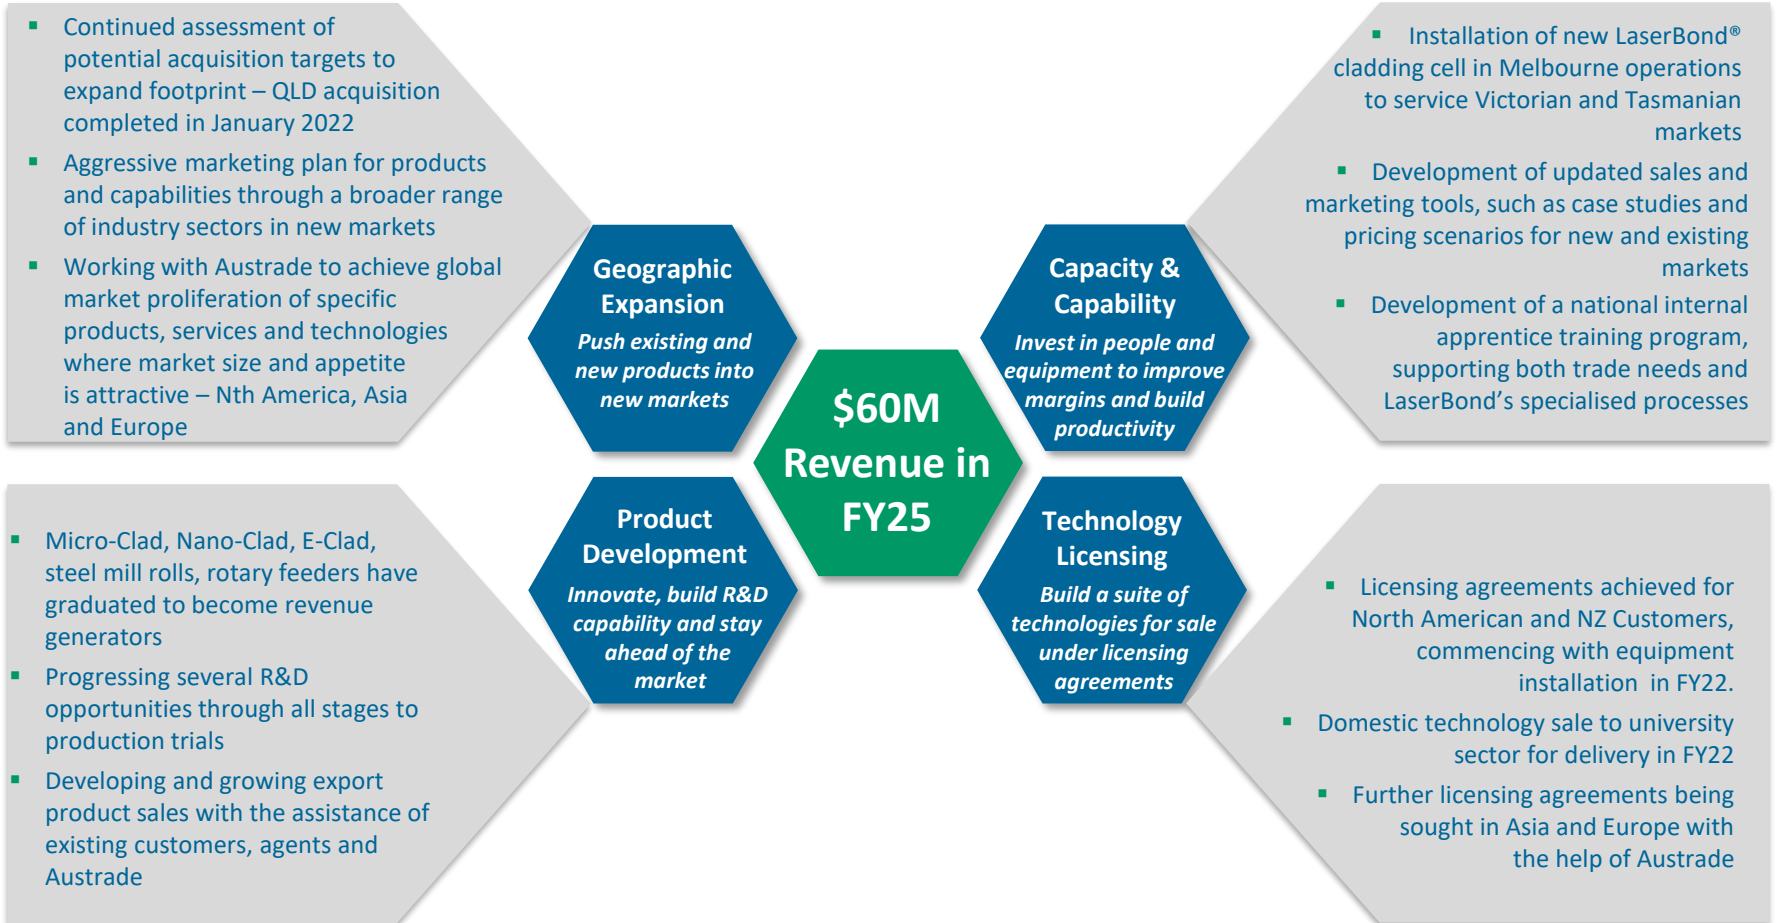 ▪ Continued assessment of
potential acquisition targets to
expand footprint – QLD acquisition
completed in January 2022
▪ Aggressive marketing plan for products
and capabilities through a broader range
of industry sectors in new markets
▪ Working with Austrade to achieve global
market proliferation of specific
products, services and technologies
where market size and appetite
is attractive – Nth America, Asia
and Europe
Geographic
Expansion
Push existing and
new products into
new markets
Capacity &
Capability
Invest in people and
equipment to improve
margins and build
productivity
▪ Installation of new LaserBond®
cladding cell in Melbourne operations
to service Victorian and Tasmanian
markets
▪ Development of updated sales and
marketing tools, such as case studies and
pricing scenarios for new and existing
markets
▪ Development of a national internal
apprentice training program,
supporting both trade needs and
LaserBond’s specialised processes
$60M
Revenue in
FY25
▪ Micro-Clad, Nano-Clad, E-Clad,
steel mill rolls, rotary feeders have
graduated to become revenue
generators
▪ Progressing several R&D
opportunities through all stages to
production trials
▪ Developing and growing export
product sales with the assistance of
existing customers, agents and
Austrade
Product
Development
Innovate, build R&D
capability and stay
ahead of the
market
Technology
Licensing
Build a suite of
technologies for sale
under licensing
agreements
▪ Licensing agreements achieved for
North American and NZ Customers,
commencing with equipment
installation in FY22.
▪ Domestic technology sale to university
sector for delivery in FY22
▪ Further licensing agreements being
sought in Asia and Europe with
the help of Austrade